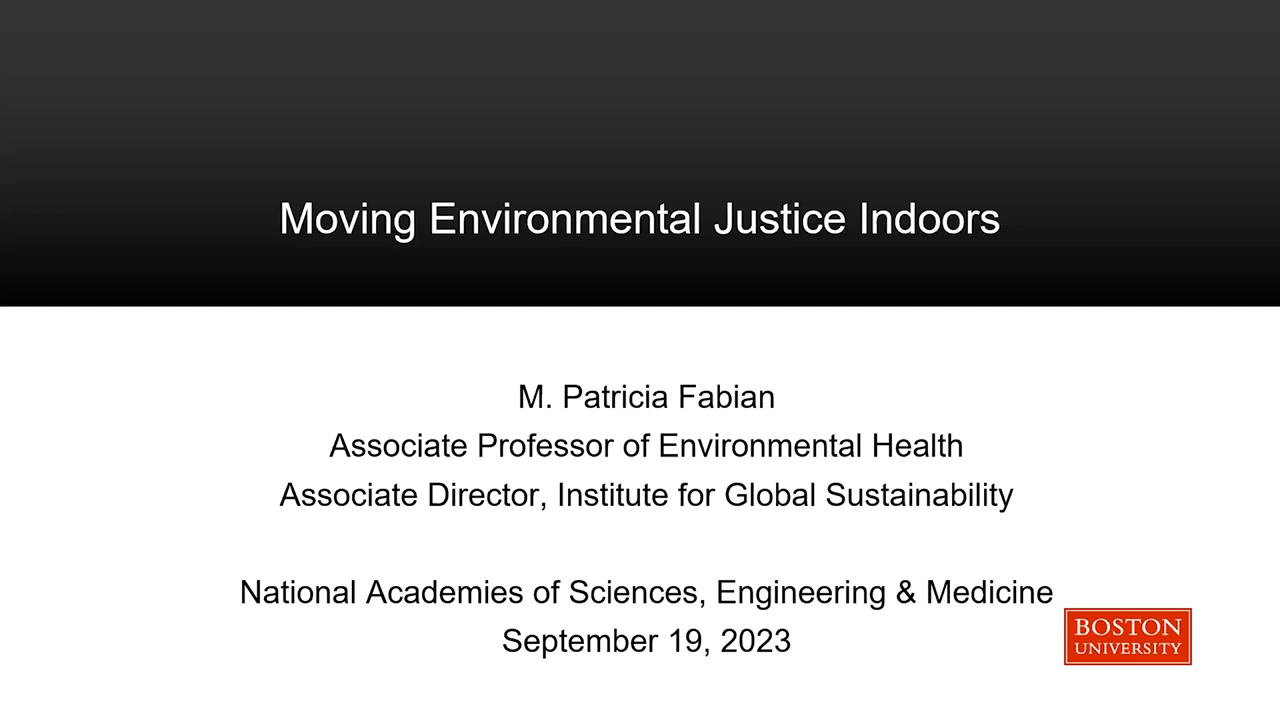 Moving Environmental Justice Indoors
M. Patricia Fabian
Associate Professor of Environmental Health
Associate Director, Institute for Global Sustainability
National Academies of Sciences, Engineering & Medicine
September 19, 2023
BOSTON
UNIVERSITY